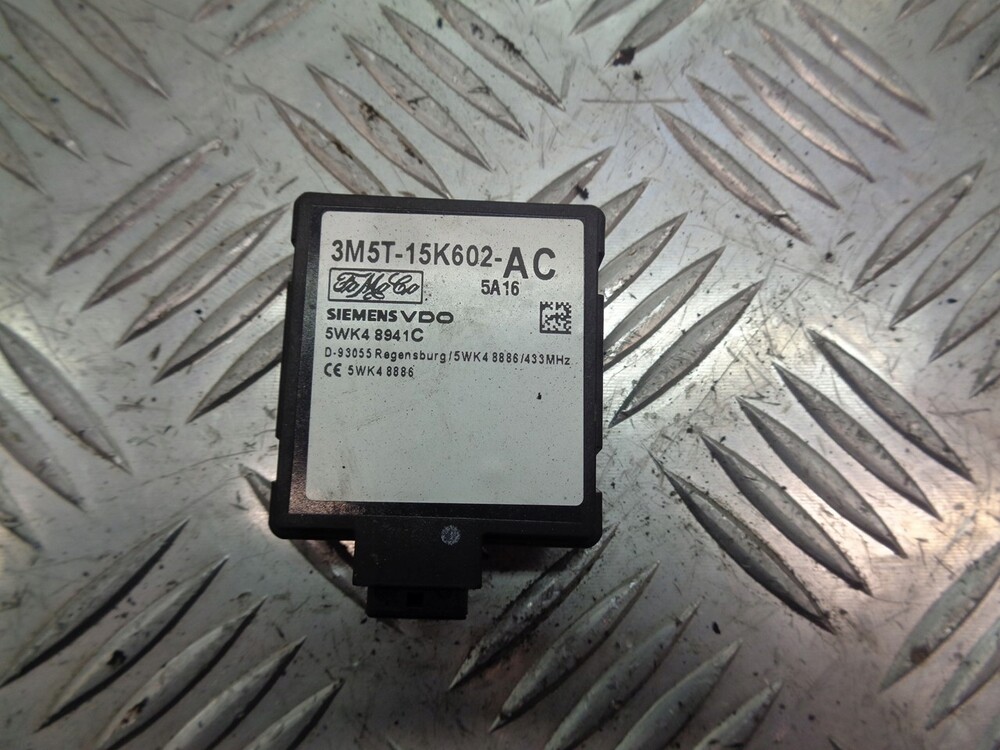 3M5T-15K602-AC
FoMoCo
5A16
SIEMENS VDO
5WK4 8941C
D-93055 Regensburg/5WK4 8886/433MHz
CE 5WK4 8886